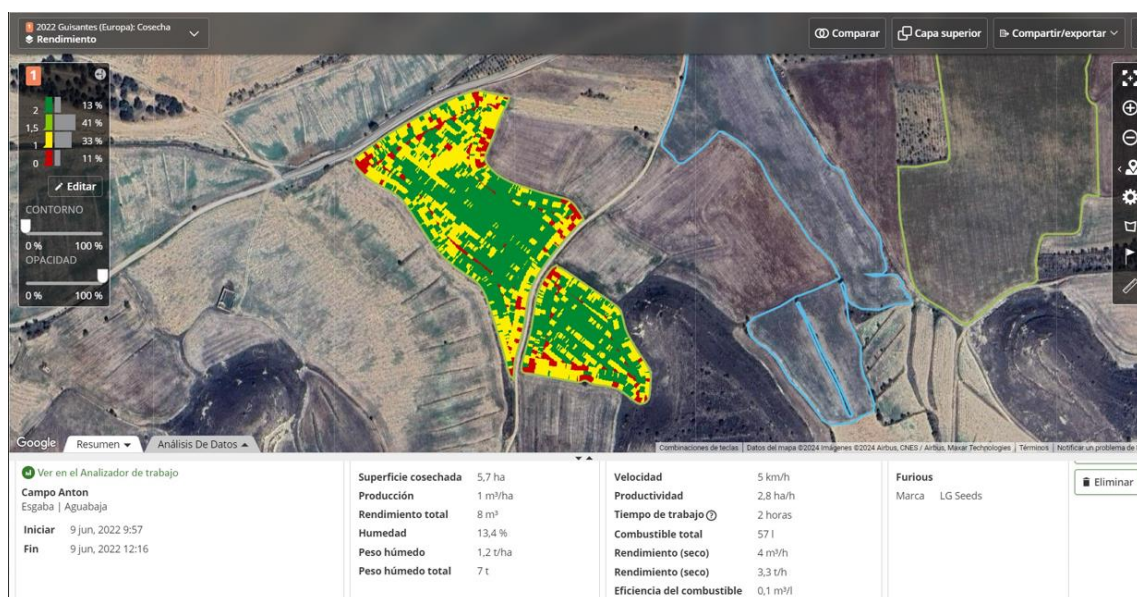 1 2022 Guisantes (Europa): Cosecha
Rendimiento
Comparar
Capa superior
Compartir/exportar
1
2
13 %
1,5
41 %
1
33 %
0
11 %
Editar
CONTORNO
0 % 100 %
OPACIDAD
0 % 100 %
Google
Resumen
Análisis De Datos
Combinaciones de teclas
Datos del mapa ©2024 Imágenes ©2024 Airbus, CNES / Airbus, Maxar Technologies
Términos
Notificar un problema de
Ver en el Analizador de trabajo
Campo Anton
Esgaba | Aguabaja
Iniciar 9 jun, 2022 9:57
Fin 9 jun, 2022 12:16
Superficie cosechada 5,7 ha
Producción 1 m³/ha
Rendimiento total 8 m³
Humedad 13,4 %
Peso húmedo 1,2 t/ha
Peso húmedo total 7 t
Velocidad 5 km/h
Productividad 2,8 ha/h
Tiempo de trabajo 2 horas
Combustible total 57 l
Rendimiento (seco) 4 m³/h
Rendimiento (seco) 3,3 t/h
Eficiencia del combustible 0,1 m³/l
Furious
Marca LG Seeds
Eliminar